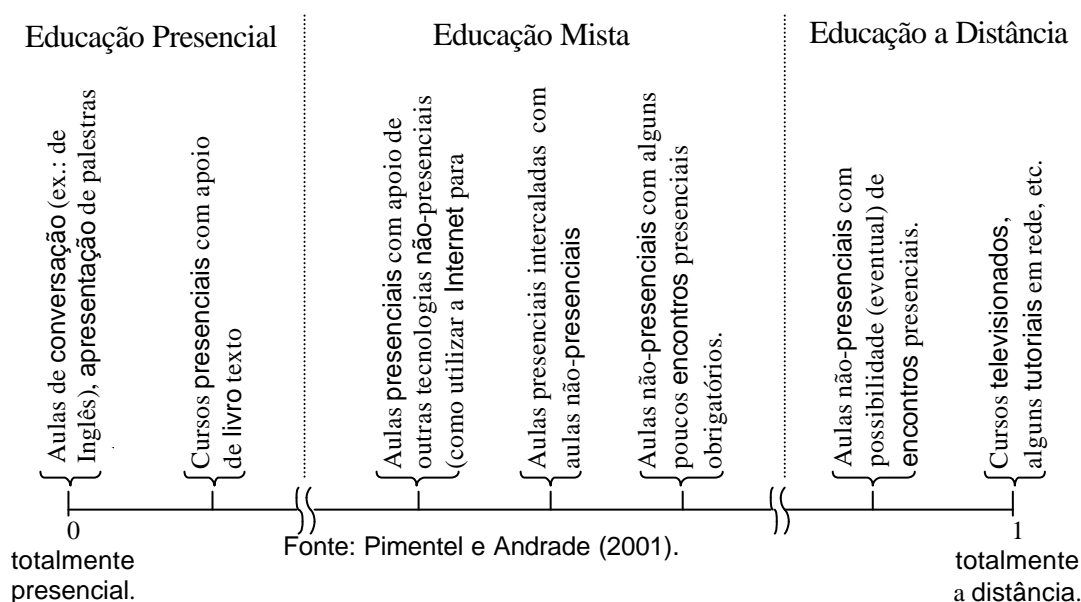 Educação Presencial
Educação Mista
Educação a Distância
Aulas de conversação (ex.: de
Inglês), apresentação de palestras
Cursos presenciais com apoio
de livro texto
Aulas presenciais com apoio de
outras tecnologias não-presenciais
(como utilizar a Internet para
Aulas presenciais intercaladas com
aulas não-presenciais
Aulas não-presenciais com alguns
poucos encontros presenciais
obrigatórios.
Aulas não-presenciais com
possibilidade (eventual) de
encontros presenciais.
Cursos televisionados,
alguns tutoriais em rede, etc.
0
totalmente
presencial.
Fonte: Pimentel e Andrade (2001).
1
totalmente
a distância.